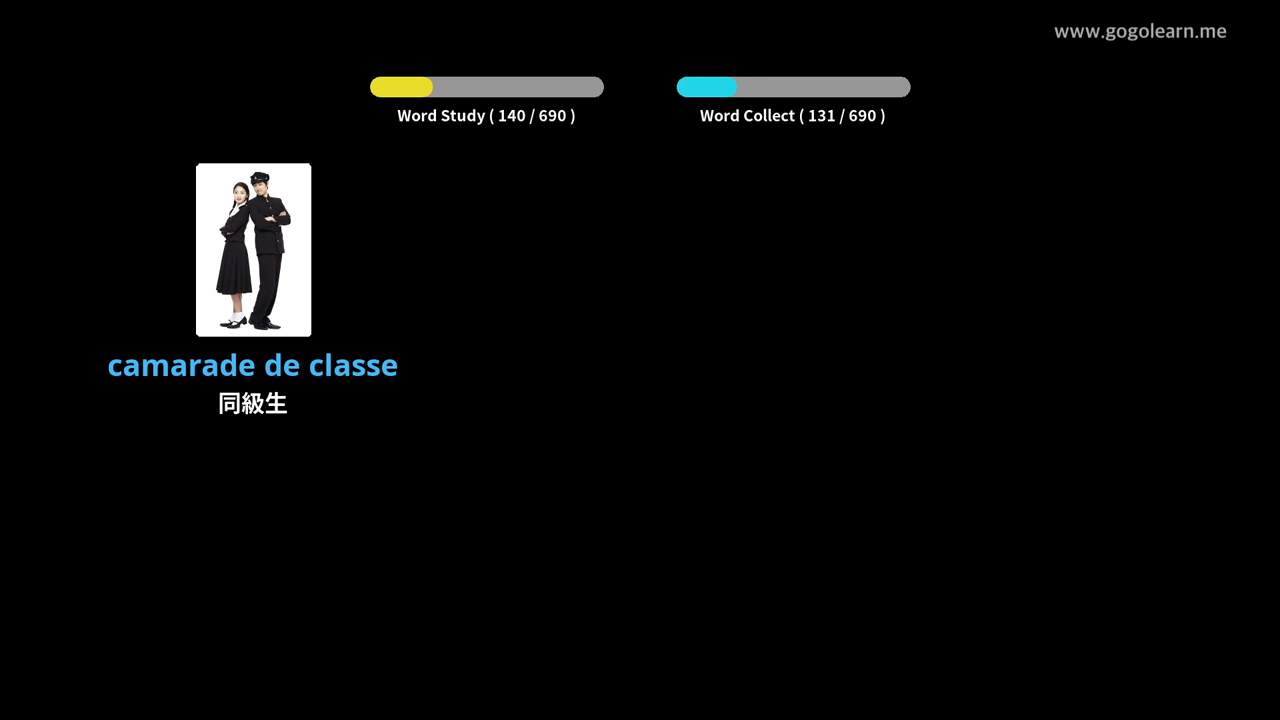 www.gogolearn.me
Word Study ( 140 / 690 )
Word Collect ( 131 / 690 )
camarade de classe
同級生